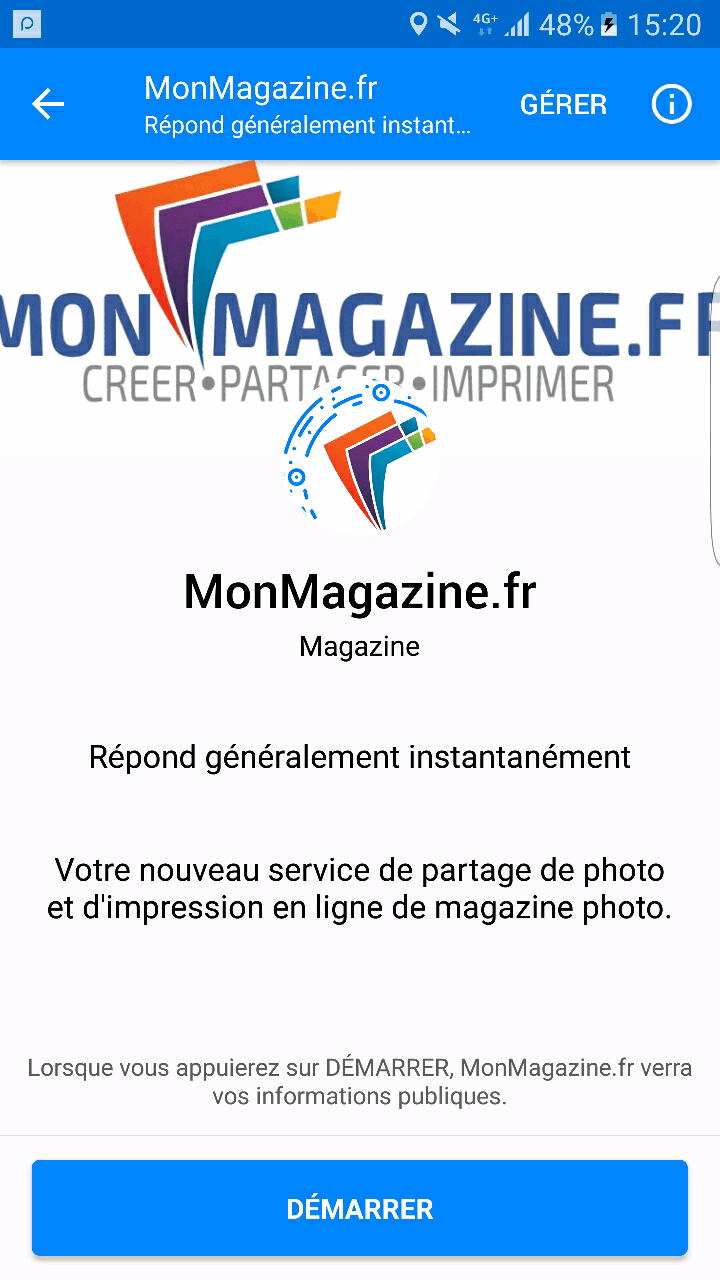 4G+ 48% 15:20
MonMagazine.fr
Répond généralement instant...
GÉRER
MON MAGAZINE.FR
CREER•PARTAGER•IMPRIMER
MonMagazine.fr
Magazine
Répond généralement instantanément
Votre nouveau service de partage de photo
et d'impression en ligne de magazine photo.
Lorsque vous appuierez sur DÉMARRER, MonMagazine.fr verra
vos informations publiques.
DÉMARRER